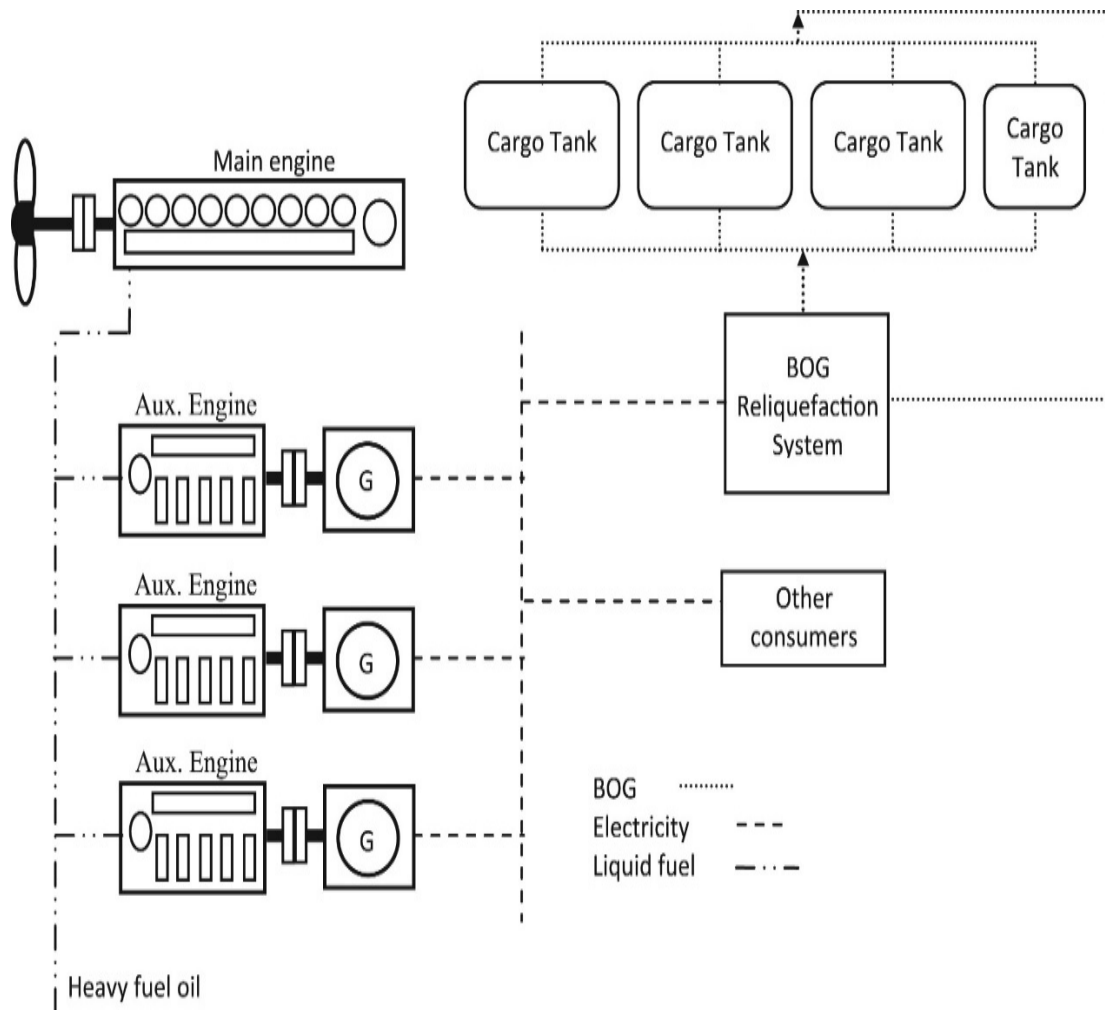 Main engine
Cargo Tank
Cargo Tank
Cargo Tank
Cargo
Tank
BOG
Reliquefaction
System
Aux. Engine
G
Aux. Engine
G
Other
consumers
Aux. Engine
G
BOG
Electricity
Liquid fuel
Heavy fuel oil